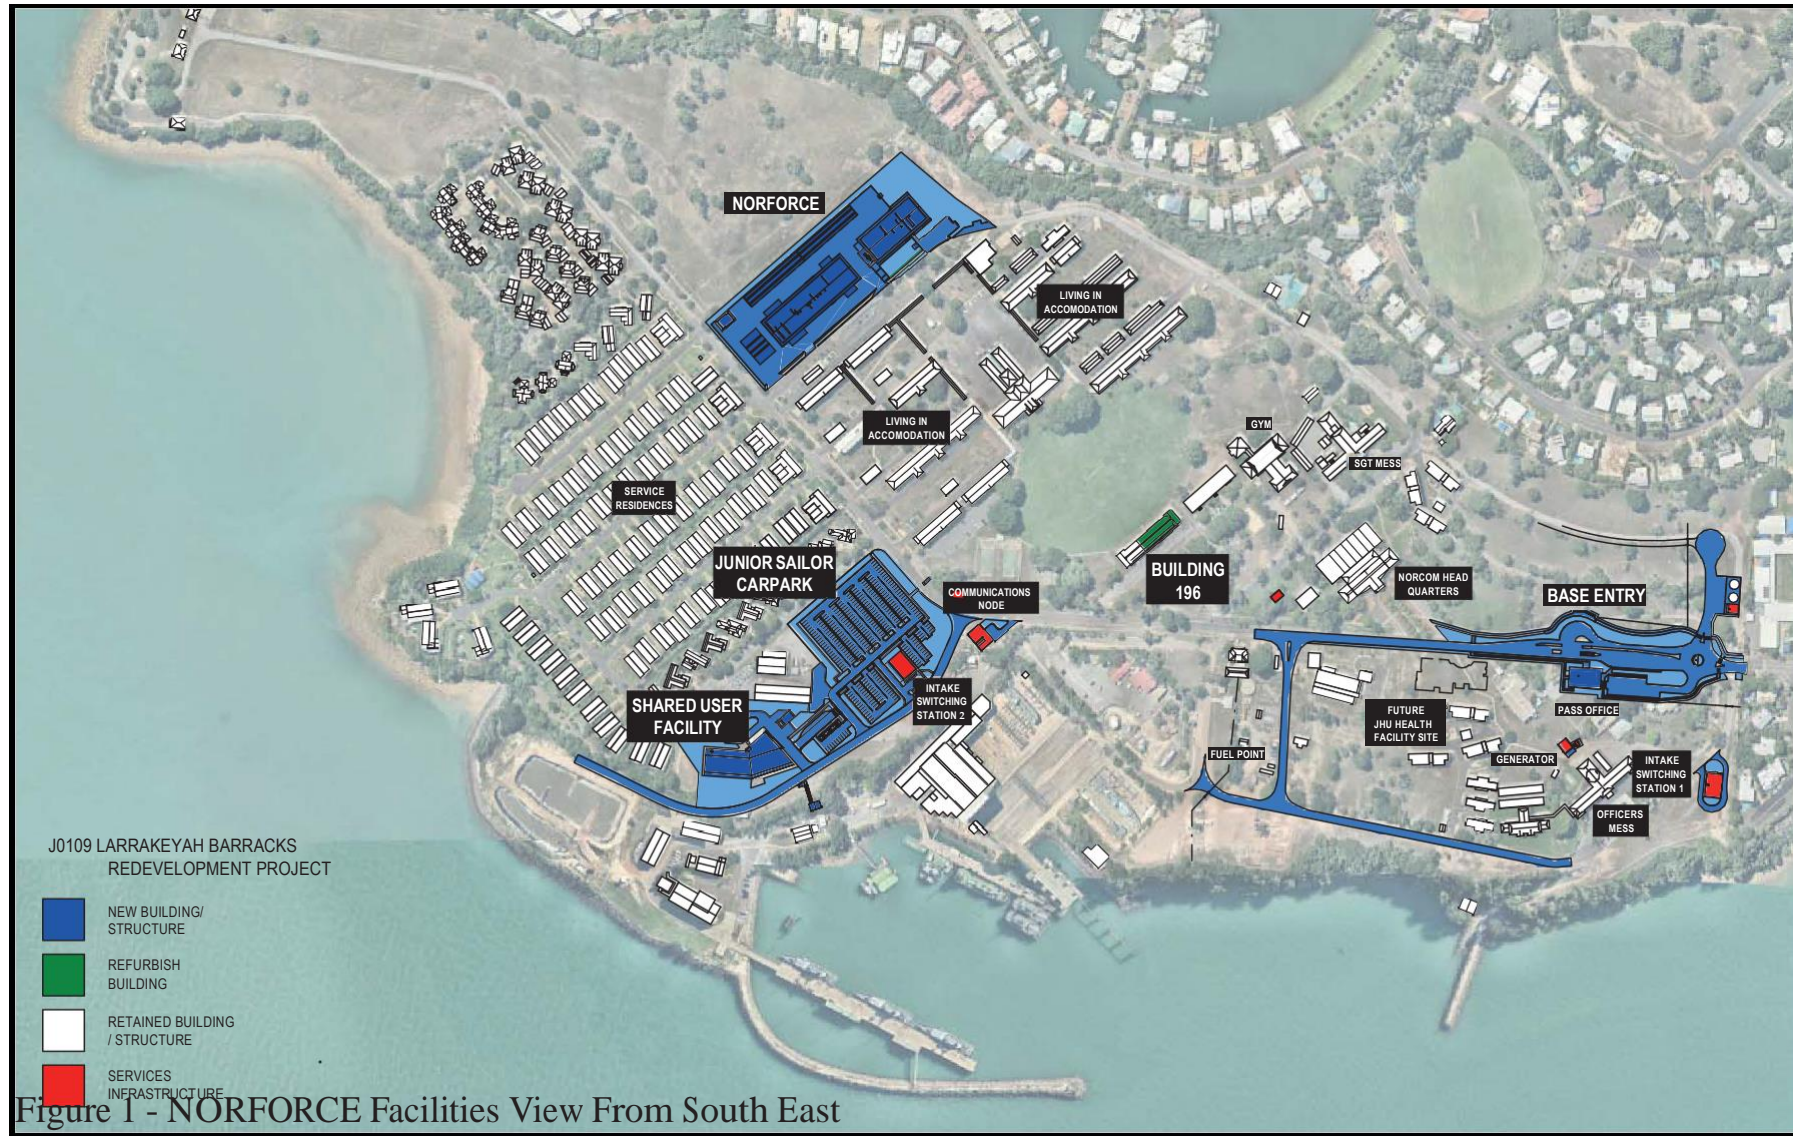 NORFORCE
LIVING IN
ACCOMODATION
LIVING IN
ACCOMODATION
GYM
SGT MESS
SERVICE
RESIDENCES
JUNIOR SAILOR
CARPARK
COMMUNICATIONS
NODE
BUILDING
196
NORCOM HEAD
QUARTERS
BASE ENTRY
SHARED USER
FACILITY
INTAKE
SWITCHING
STATION 2
FUTURE
JHU HEALTH
FACILITY SITE
PASS OFFICE
FUEL POINT
GENERATOR
INTAKE
SWITCHING
STATION 1
OFFICERS
MESS
J0109 LARRAKEYAH BARRACKS
REDEVELOPMENT PROJECT
NEW BUILDING/
STRUCTURE
REFURBISH
BUILDING
RETAINED BUILDING
/ STRUCTURE
SERVICES
INFRASTRUCTURE
Figure 1 - NORFORCE Facilities View From South East